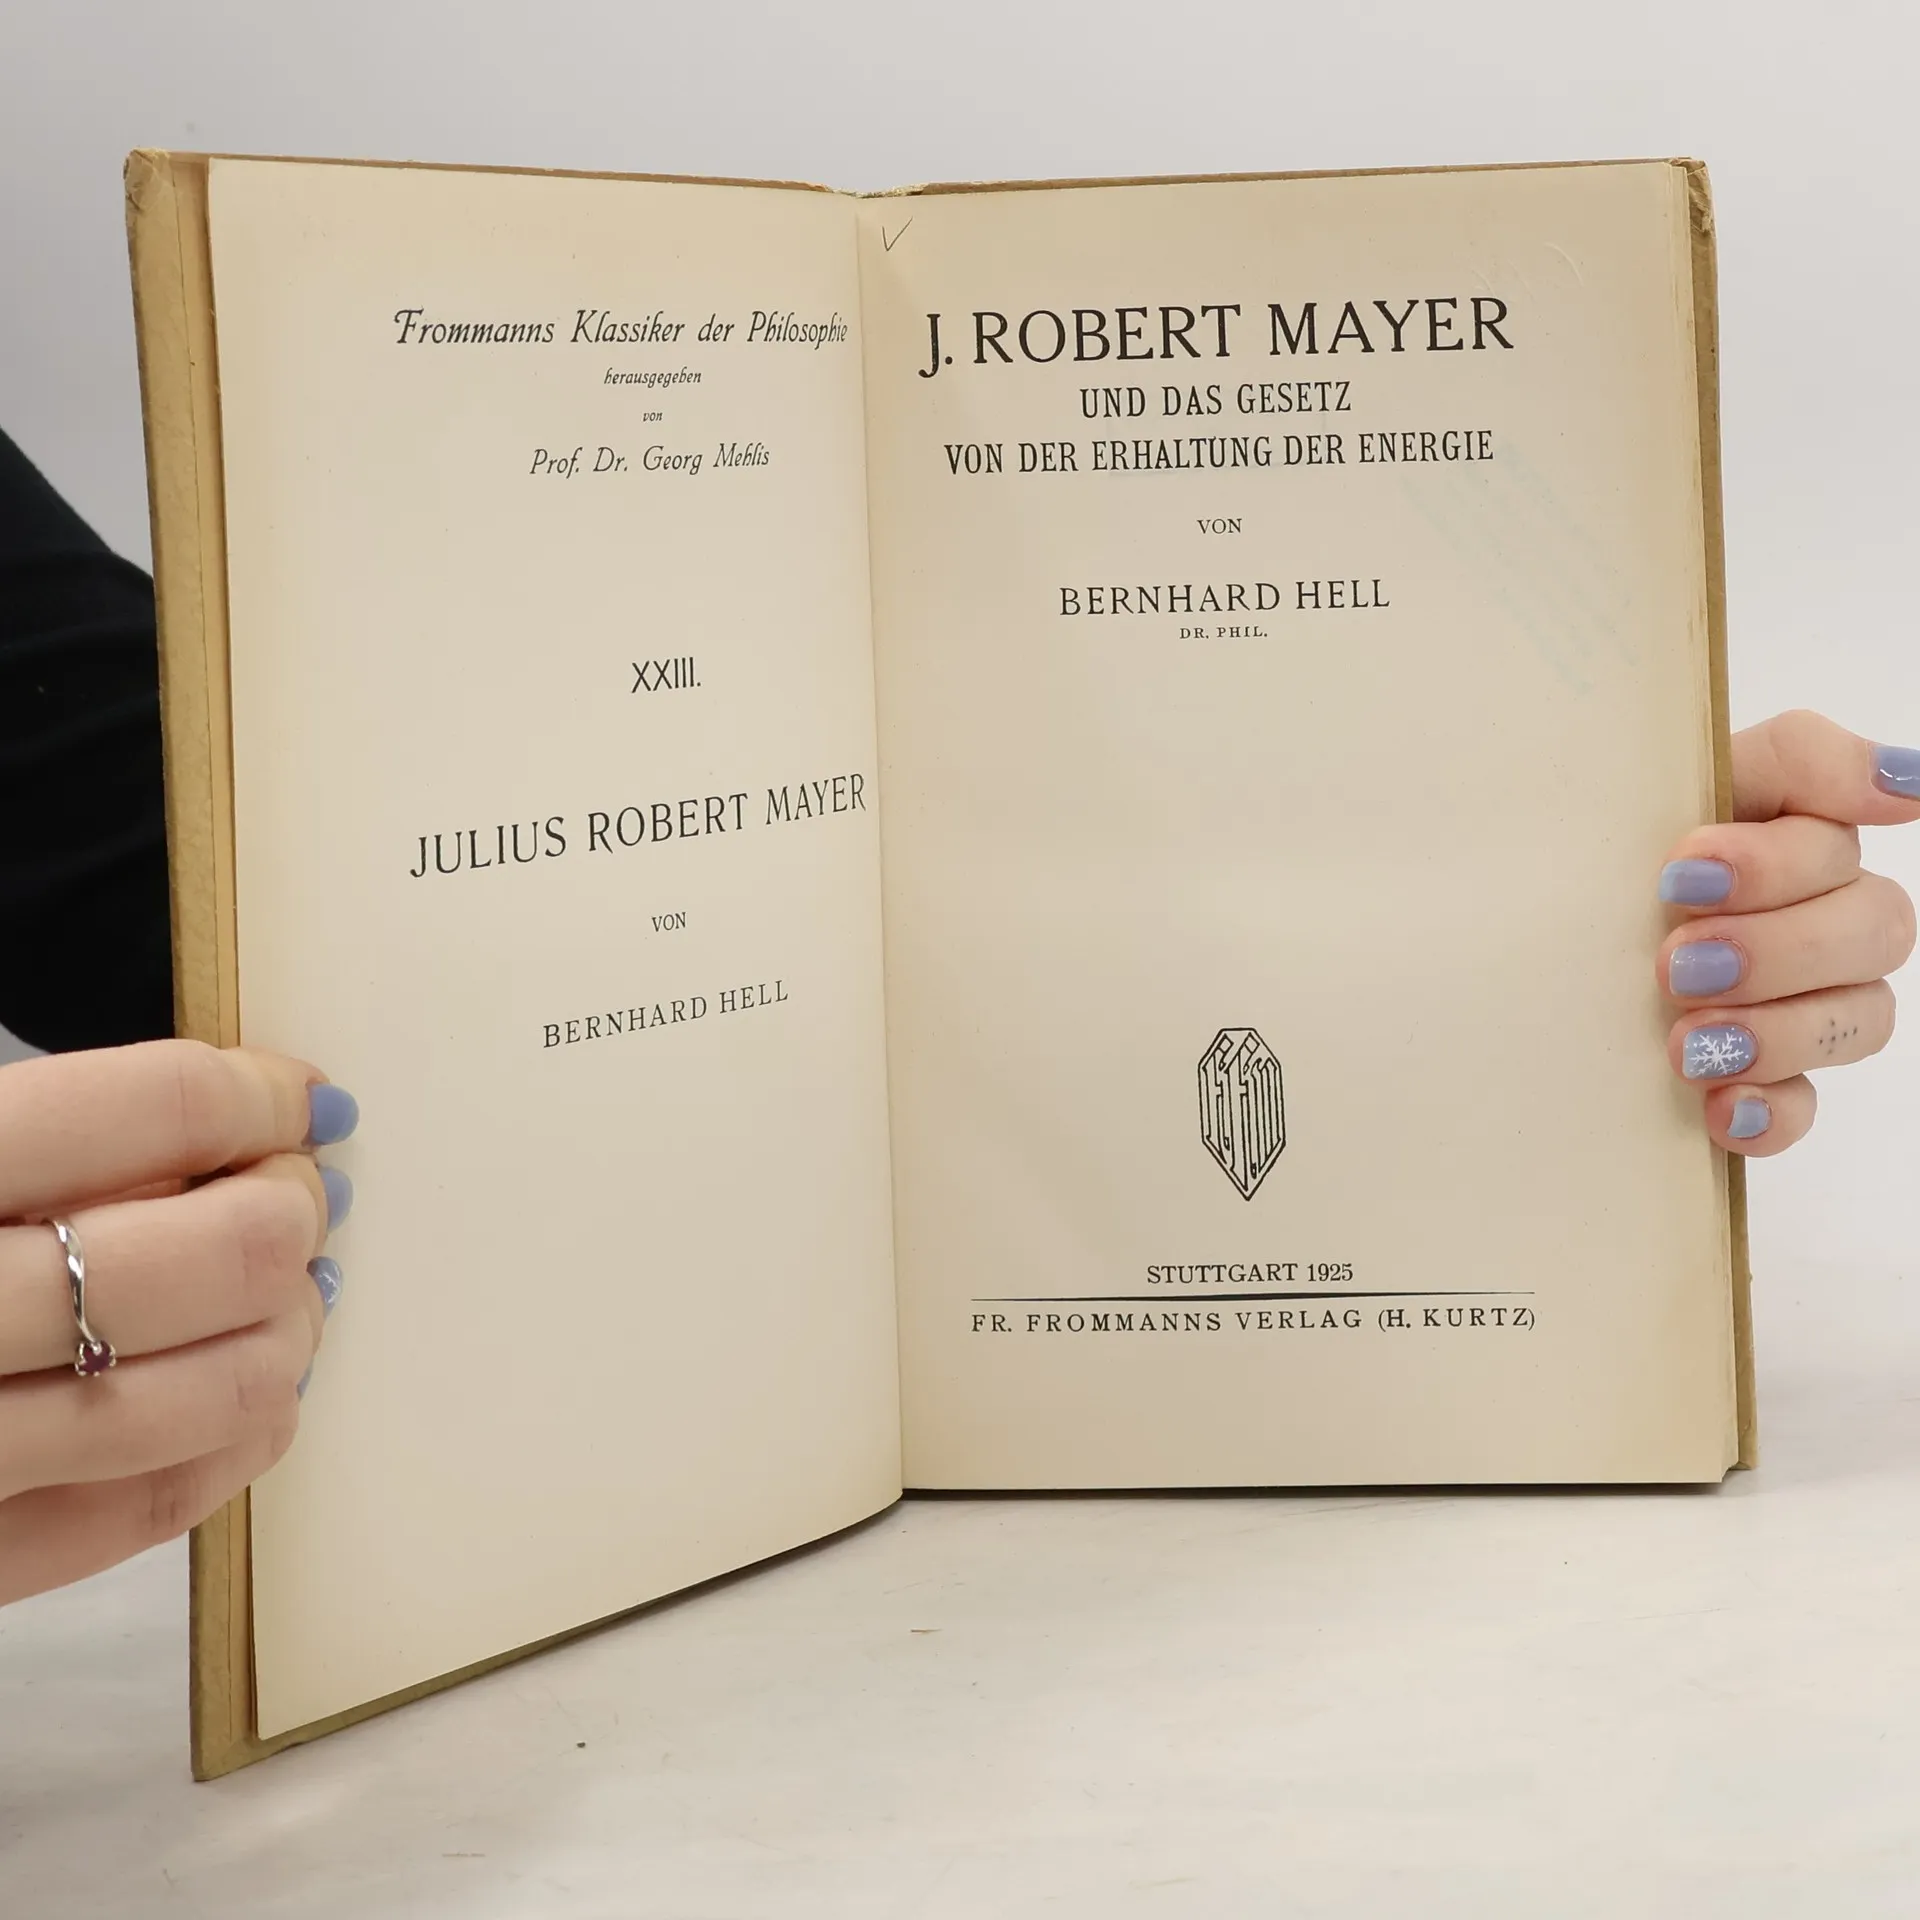 Frommanns Klassiker der Philosophie
herausgegeben
von
Prof. Dr. Georg Mehlis
XXIII.
JULIUS ROBERT MAYER
VON
BERNHARD HELL
J. ROBERT MAYER
UND DAS GESETZ
VON DER ERHALTUNG DER ENERGIE
VON
BERNHARD HELL
DR. PHIL.
STUTTGART 1925
FR. FROMMANNS VERLAG (H. KURTZ)